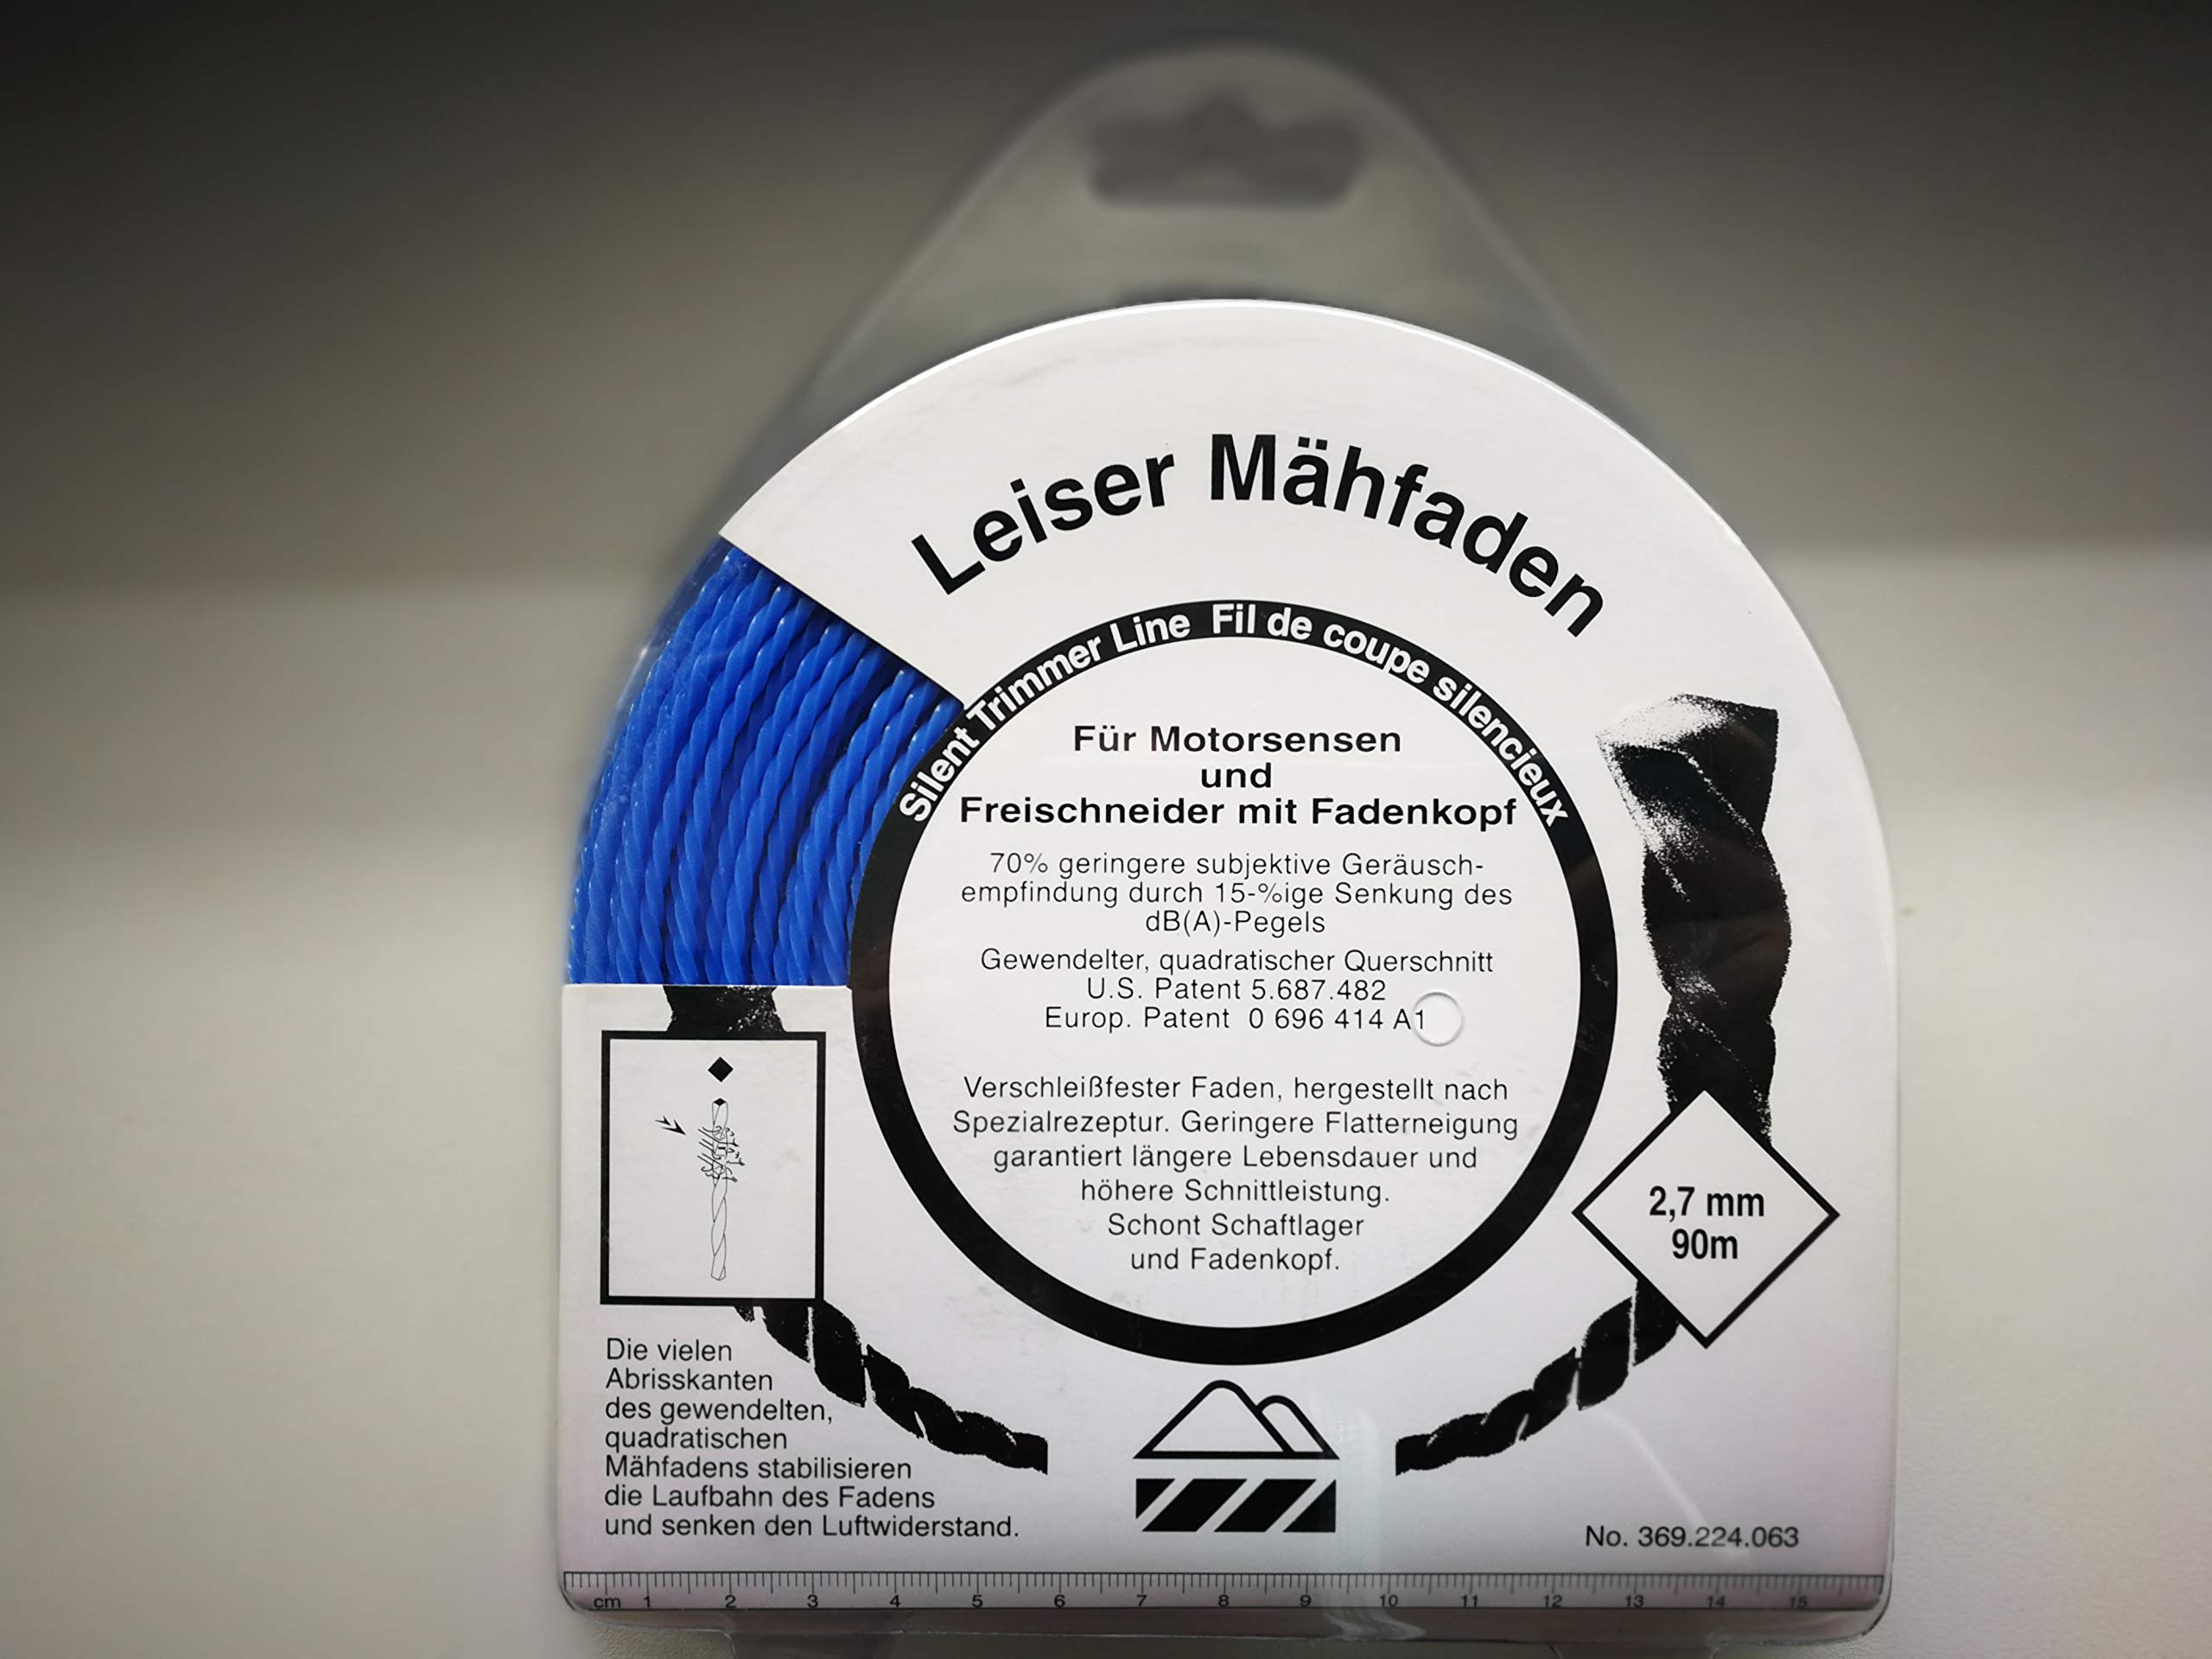 Leiser Mähfaden
Silent Trimmer Line Fil de coupe silencieux
Für Motorsensen
und
Freischneider mit Fadenkopf
70% geringere subjektive Geräusch-
empfindung durch 15-%ige Senkung des
dB(A)-Pegels
Gewendelter, quadratischer Querschnitt
U.S. Patent 5.687.482
Europ. Patent 0 696 414 A1
Verschleißfester Faden, hergestellt nach
Spezialrezeptur. Geringere Flatterneigung
garantiert längere Lebensdauer und
höhere Schnittleistung.
Schont Schaftlager
und Fadenkopf.
2,7 mm
90m
Die vielen
Abrisskanten
des gewendelten,
quadratischen
Mähfadens stabilisieren
die Laufbahn des Fadens
und senken den Luftwiderstand.
No. 369.224.063
cm 1 2 3 4 5 6 7 8 9 10 11 12 13 14 15